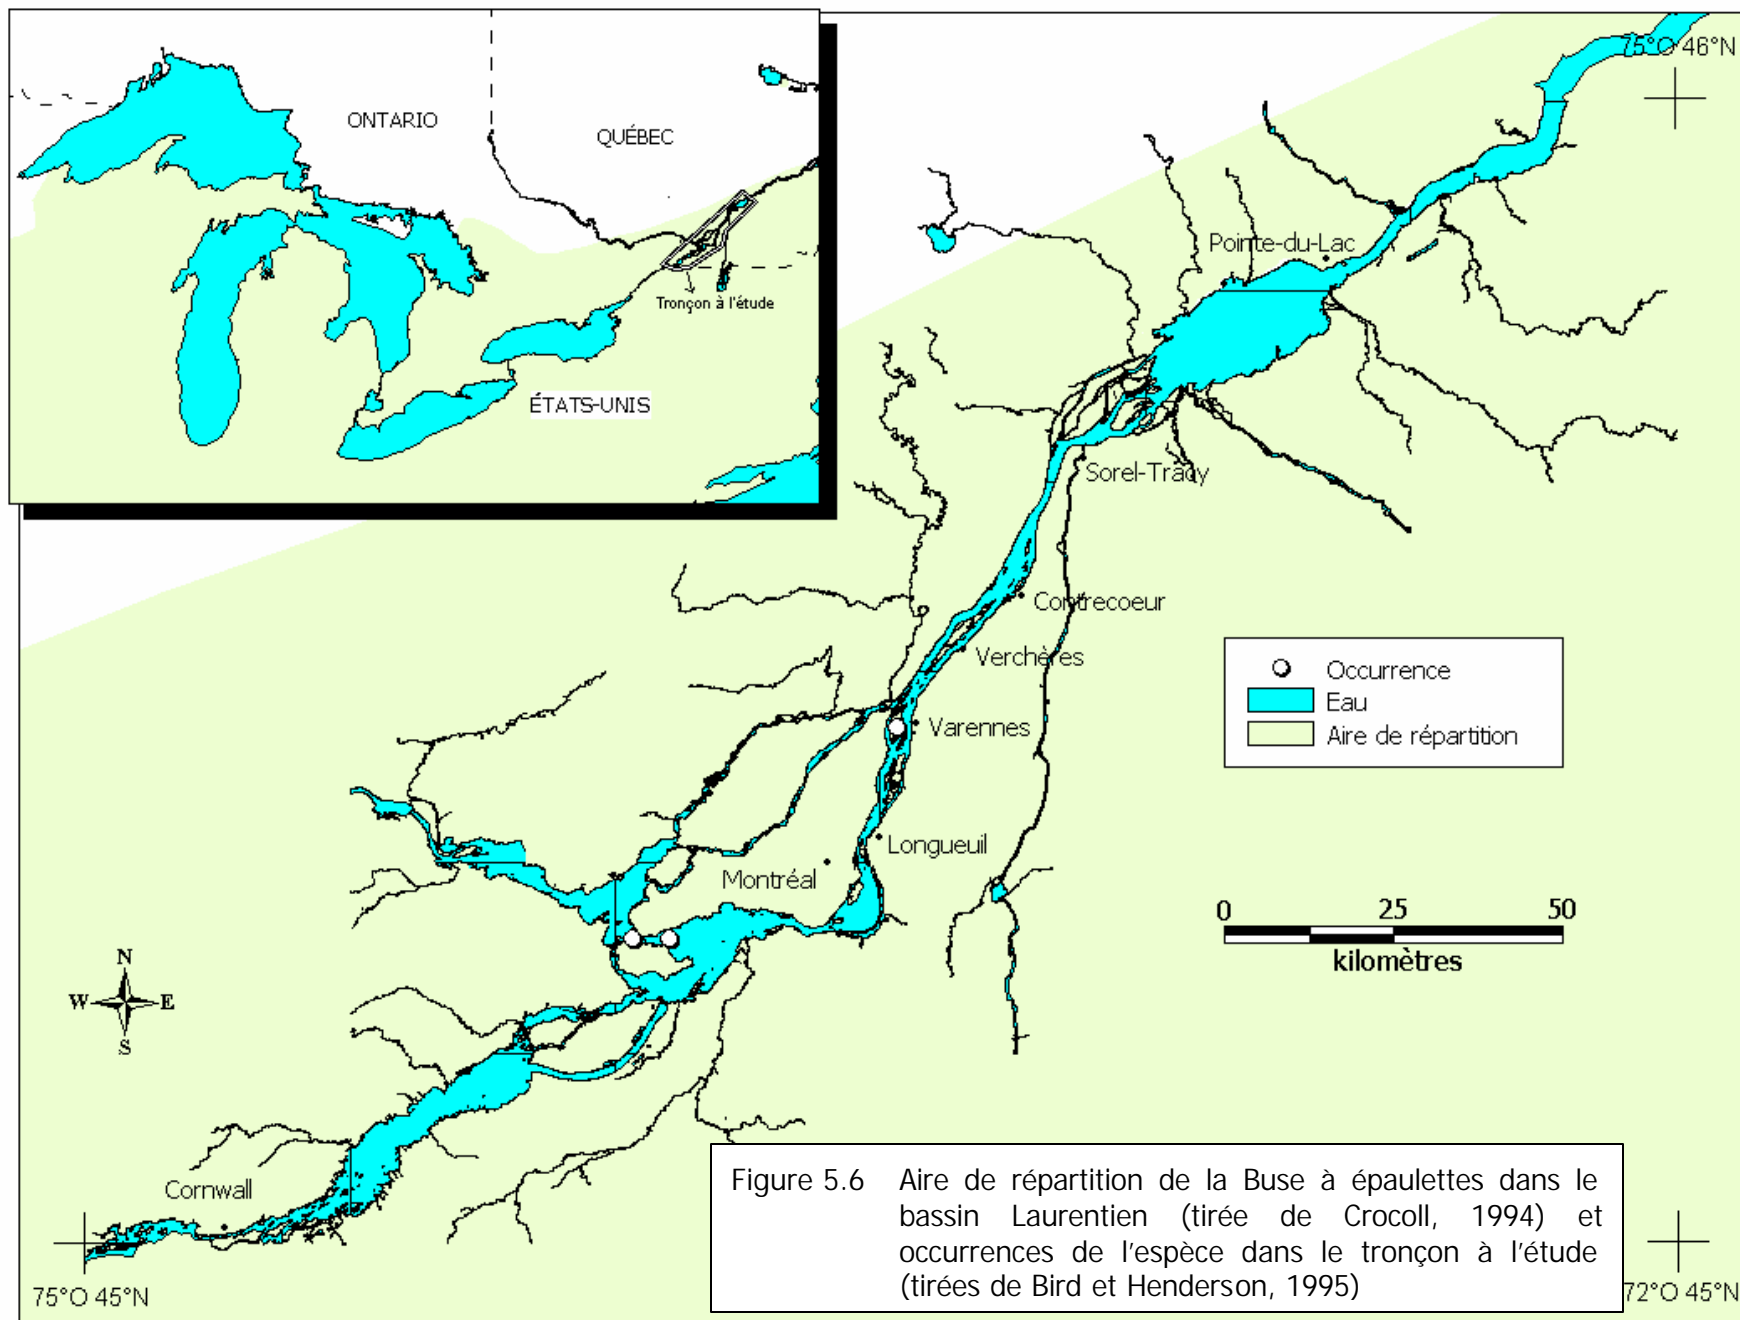 ONTARIO
QUÉBEC
Tronçon à l'étude
ÉTATS-UNIS
75°O 46°N
Pointe-du-Lac
Sorel-Tracy
Contrecoeur
Verchères
Varennes
Longueuil
Montréal
Cornwall
Occurrence
Eau
Aire de répartition
0 25 50
kilomètres
N
W E
S
75°O 45°N
72°O 45°N
Figure 5.6 Aire de répartition de la Buse à épaulettes dans le
bassin Laurentien (tirée de Crocoll, 1994) et
occurrences de l'espèce dans le tronçon à l'étude
(tirées de Bird et Henderson, 1995)